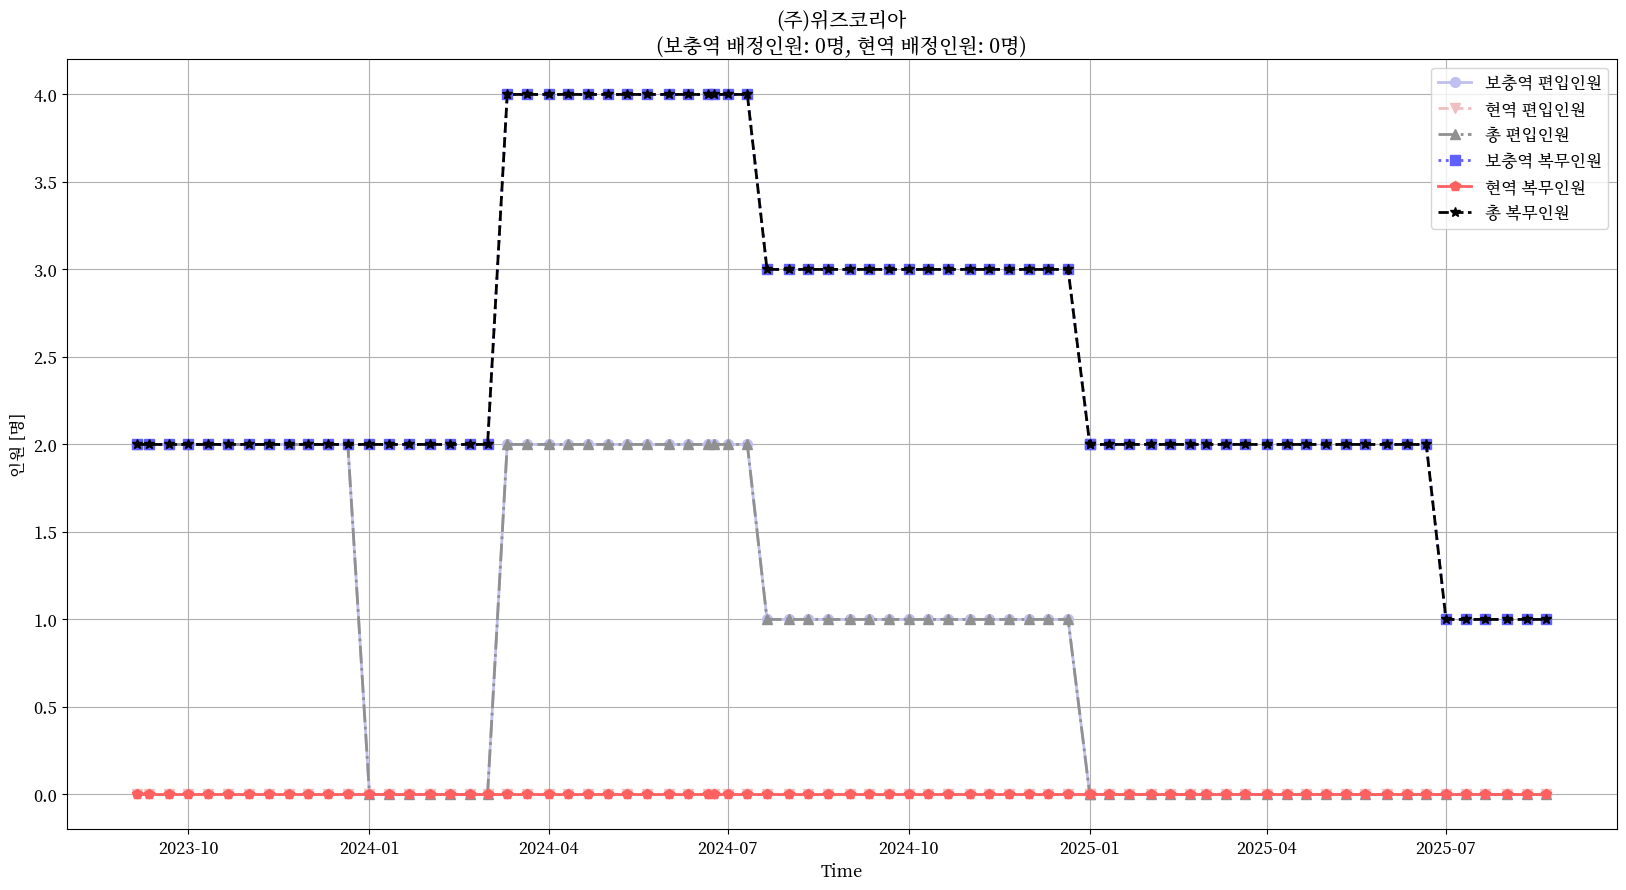 (주)위즈코리아
(보충역 배정인원: 0명, 현역 배정인원: 0명)
보충역 편입인원
현역 편입인원
총 편입인원
보충역 복무인원
현역 복무인원
총 복무인원
인원 [명]
4.0
3.5
3.0
2.5
2.0
1.5
1.0
0.5
0.0
2023-10
2024-01
2024-04
2024-07
2024-10
2025-01
2025-04
2025-07
Time